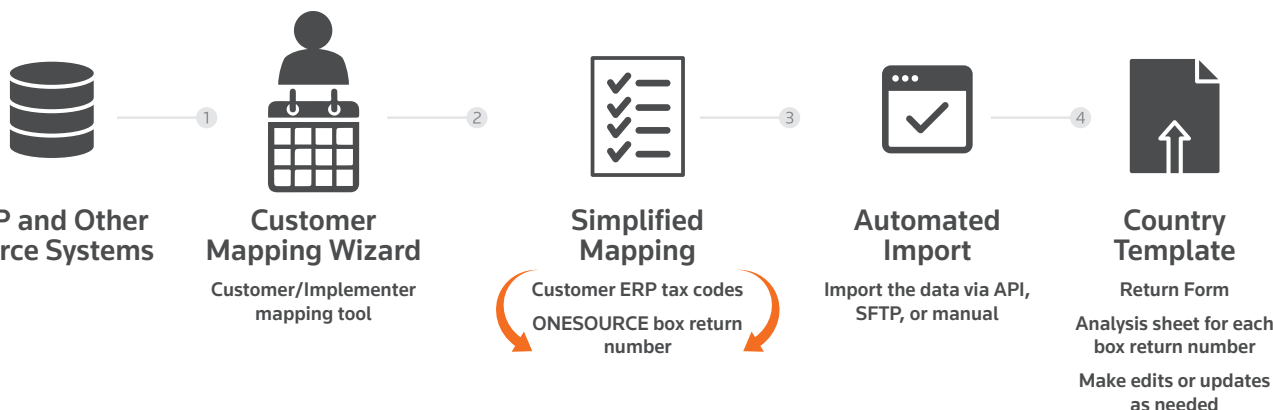 1
2
3
4
P and Other
rce Systems
Customer
Mapping Wizard
Customer/Implementer
mapping tool
Simplified
Mapping
Customer ERP tax codes
ONESOURCE box return
number
Automated
Import
Import the data via API,
SFTP, or manual
Country
Template
Return Form
Analysis sheet for each
box return number
Make edits or updates
as needed